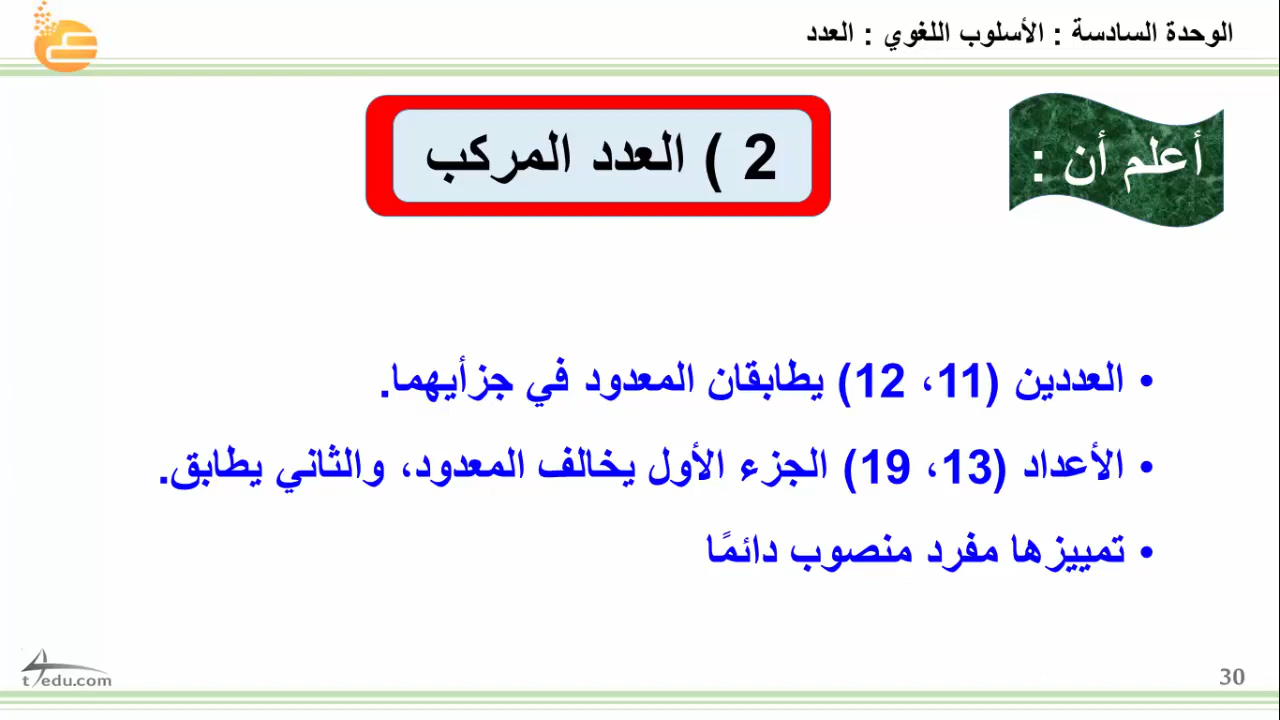 الوحدة السادسة : الأسلوب اللغوي : العدد
أعلم أن :
2 ) العدد المركب
• العددين (11، 12) يطابقان المعدود في جزأيهما.
• الأعداد (13، 19) الجزء الأول يخالف المعدود، والثاني يطابق.
• تمييزها مفرد منصوب دائمًا
t4edu.com
30